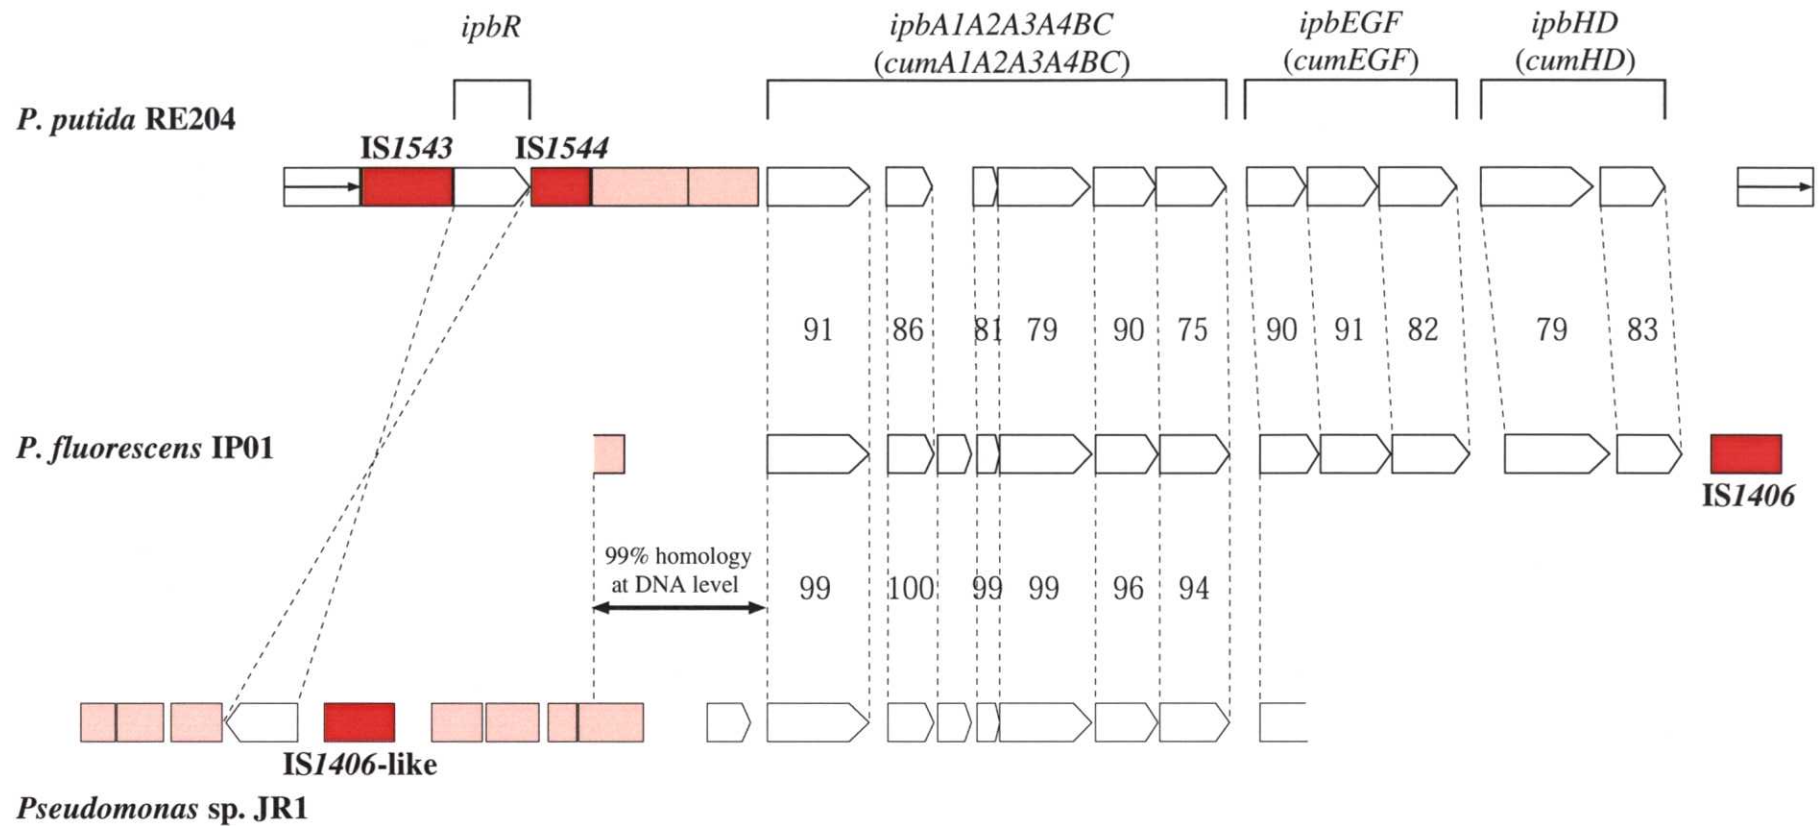 ipbR
ipbA1A2A3A4BC
(cumA1A2A3A4BC)
ipbEGF
(cumEGF)
ipbHD
(cumHD)
P. putida RE204
IS1543
IS1544
91 86 81 79 90 75 90 91 82 79 83
P. fluorescens IP01
IS1406
99% homology
at DNA level
99 100 99 99 96 94
IS1406-like
Pseudomonas sp. JR1